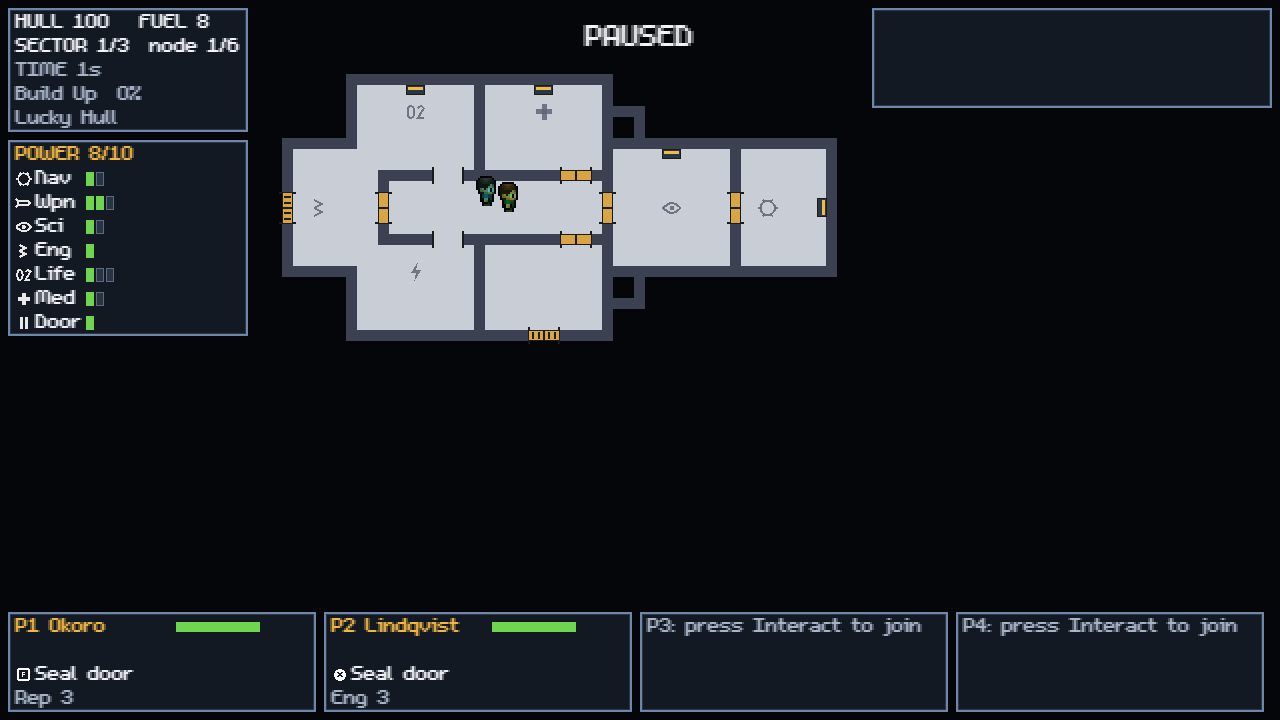 HULL 100 FUEL 8
SECTOR 1/3 node 1/6
TIME 1s
Build Up 0%
Lucky Hull
PAUSED
POWER 8/10
Nav
Wpn
Sci
Eng
O2 Life
Med
Door
O2
P1 Okoro
F Seal door
Rep 3
P2 Lindqvist
Seal door
Eng 3
P3: press Interact to join
P4: press Interact to join